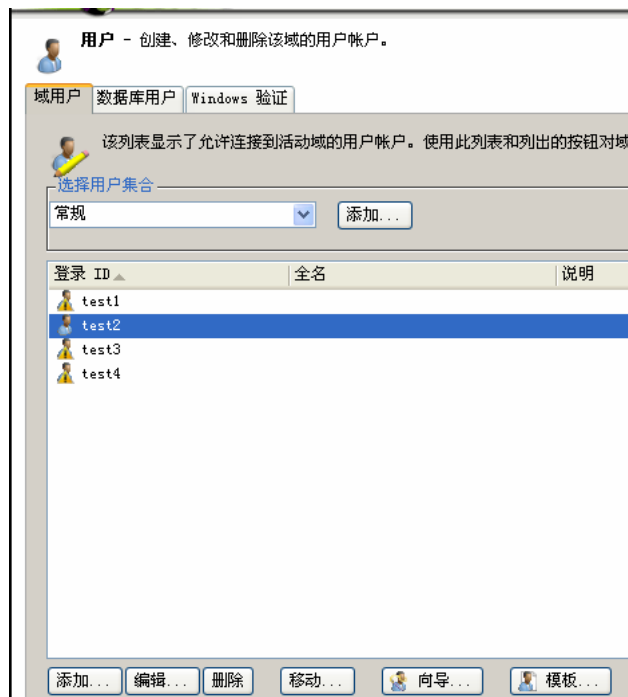 用户 - 创建、修改和删除该域的用户帐户。
域用户 数据库用户 Windows 验证
该列表显示了允许连接到活动域的用户帐户。使用此列表和列出的按钮对域
选择用户集合
常规 添加...
登录 ID 全名 说明
test1
test2
test3
test4
添加... 编辑... 删除 移动... 向导... 模板...